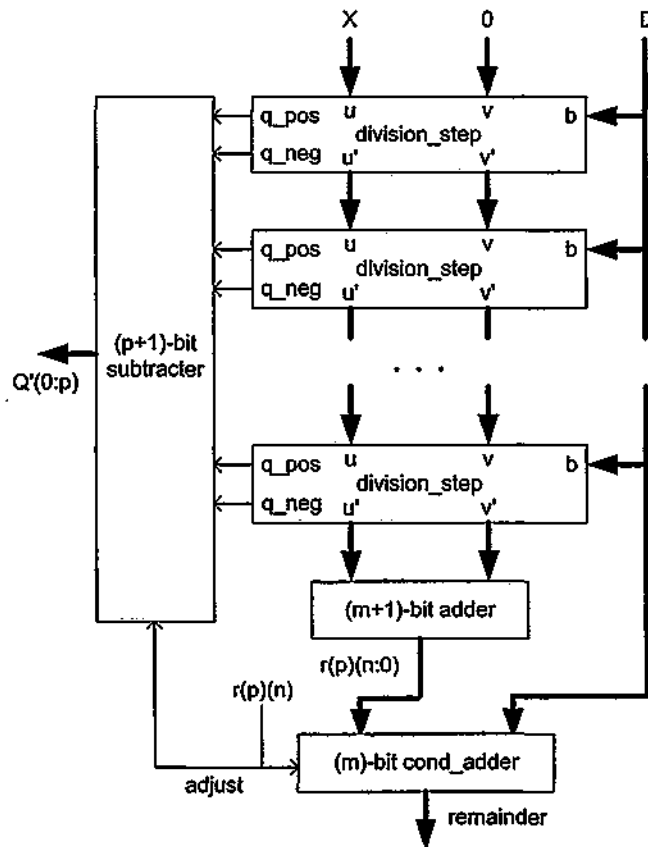 X 0 D
q_pos u v b
division_step
q_neg u' v'
q_pos u v b
division_step
q_neg u' v'
(p+1)-bit
subtracter
Q'(0:p)
. . .
q_pos u v b
division_step
q_neg u' v'
(m+1)-bit adder
r(p)(n:0)
r(p)(n)
(m)-bit cond_adder
adjust
remainder